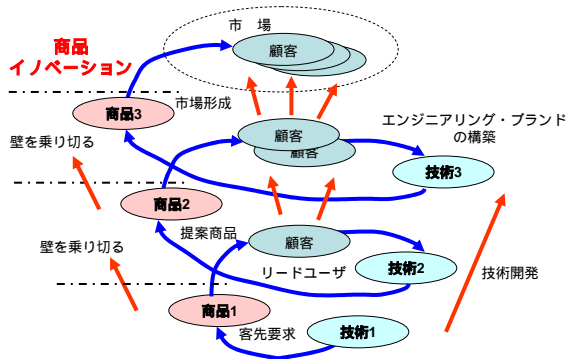 市　場
商品
イノベーション
顧客
市場形成
商品3
エンジニアリング・ブランド
の構築
壁を乗り切る
顧客
顧客
技術3
商品2
提案商品
顧客
壁を乗り切る
リードユーザ
技術2
技術開発
商品1
客先要求
技術1